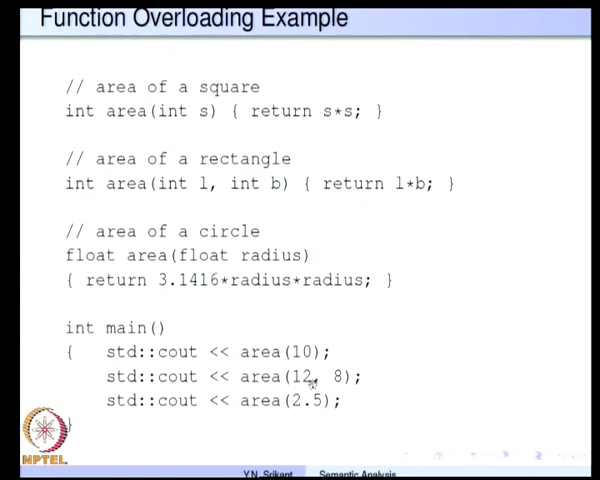 Function Overloading Example
// area of a square
int area(int s) { return s*s; }
// area of a rectangle
int area(int l, int b) { return l*b; }
// area of a circle
float area(float radius)
{ return 3.1416*radius*radius; }
int main()
{ std::cout << area(10);
std::cout << area(12, 8);
std::cout << area(2.5);
}
NPTEL
Y.N. Srikant Semantic Analysis